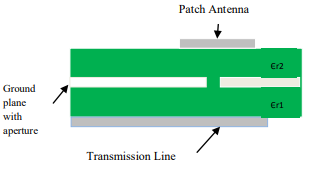 Patch Antenna
Єr2
Ground
plane
with
aperture
Єr1
Transmission Line